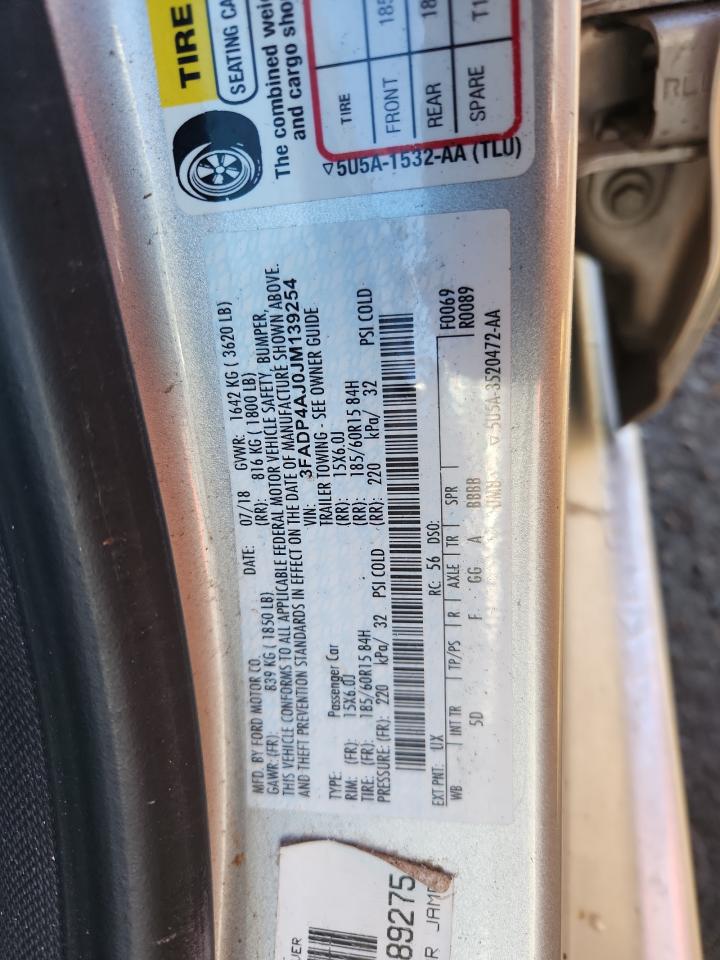 TIRE
SEATING CA
The combined wei
and cargo sho
TIRE
FRONT 185
REAR 18
SPARE T1
5U5A-1532-AA (TLU)
MFD. BY FORD MOTOR CO.
DATE: 07/18 GVWR: 1642 KG ( 3620 LB)
GAWR: (FR): 839 KG ( 1850 LB) (RR): 816 KG ( 1800 LB)
THIS VEHICLE CONFORMS TO ALL APPLICABLE FEDERAL MOTOR VEHICLE SAFETY, BUMPER,
AND THEFT PREVENTION STANDARDS IN EFFECT ON THE DATE OF MANUFACTURE SHOWN ABOVE.
VIN: 3FADP4AJ0JM139254
TYPE: Passenger Car TRAILER TOWING - SEE OWNER GUIDE
RIM: (FR): 15X6.0J (RR): 15X6.0J
TIRE: (FR): 185/60R15 84H (RR): 185/60R15 84H
PRESSURE: (FR): 220 kPa/ 32 PSI COLD (RR): 220 kPa/ 32 PSI COLD
EXT PNT: UX RC: 56 DSO: F0069
R0089
WB INT TR TP/PS R AXLE TR SPR
5D F GG A BBBB
5U5A-3520472-AA
89275
R JAM